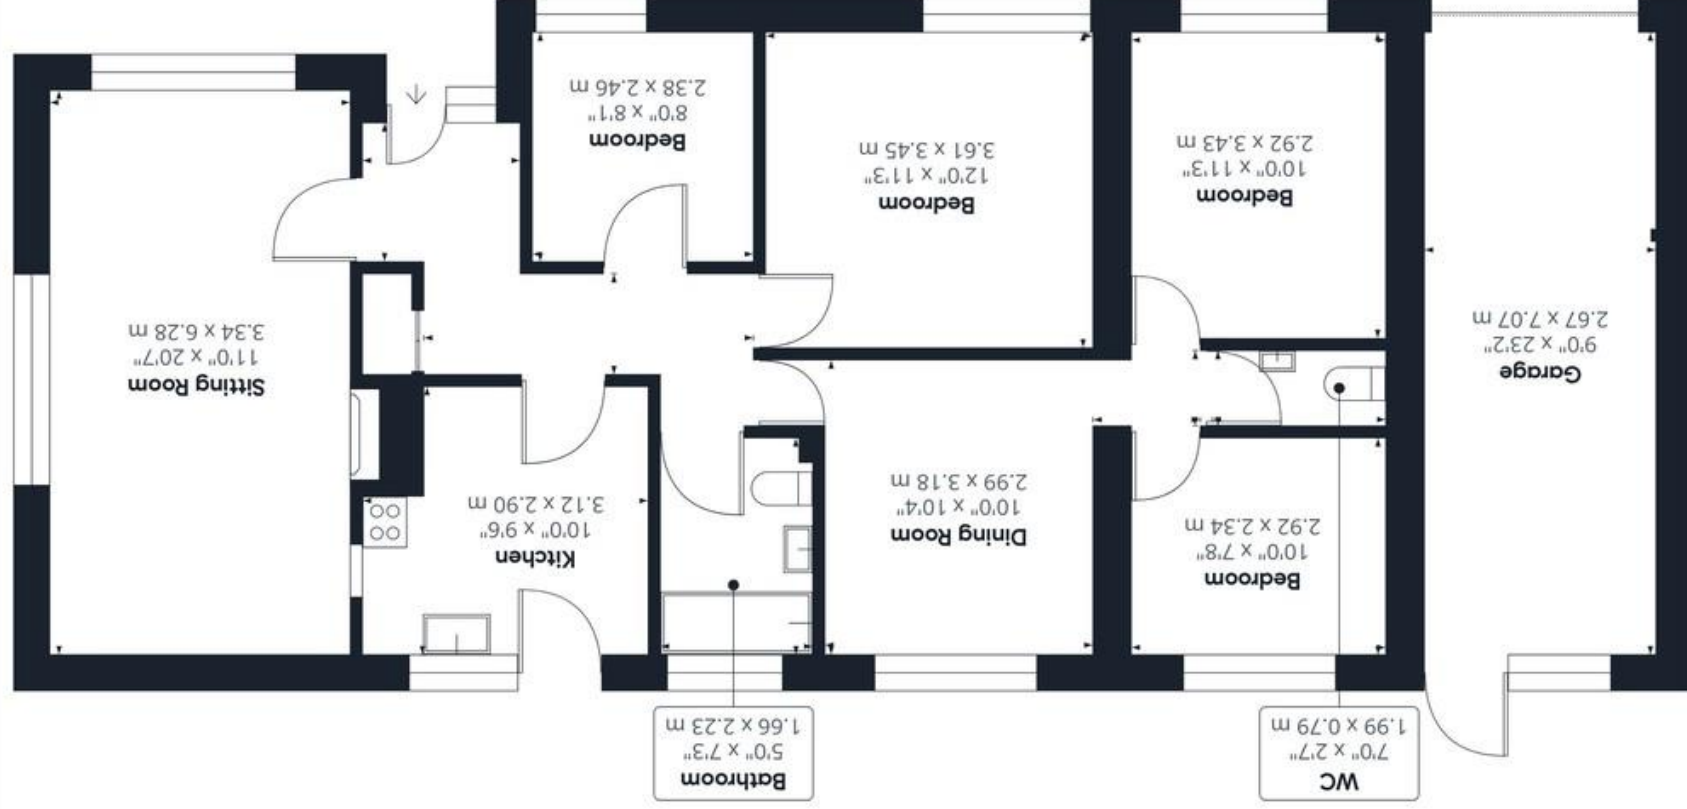 WC
7'0" x 2'7"
1.99 x 0.79 m
Bathroom
5'0" x 7'3"
1.66 x 2.23 m
Bedroom
10'0" x 7'8"
2.92 x 2.34 m
Dining Room
10'0" x 10'4"
2.99 x 3.18 m
Kitchen
10'0" x 9'6"
3.12 x 2.90 m
Garage
9'0" x 23'2"
2.67 x 7.07 m
Sitting Room
11'0" x 20'7"
3.34 x 6.28 m
Bedroom
10'0" x 11'3"
2.92 x 3.43 m
Bedroom
12'0" x 11'3"
3.61 x 3.45 m
Bedroom
8'0" x 8'1"
2.38 x 2.46 m